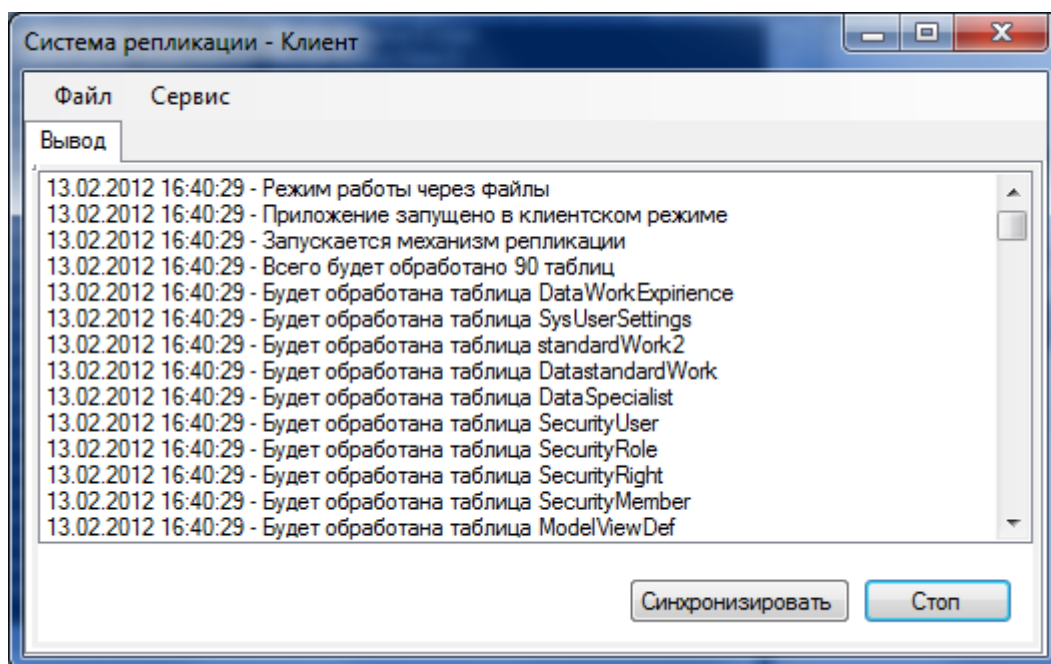 Система репликации - Клиент
Файл Сервис
Вывод
13.02.2012 16:40:29 - Режим работы через файлы
13.02.2012 16:40:29 - Приложение запущено в клиентском режиме
13.02.2012 16:40:29 - Запускается механизм репликации
13.02.2012 16:40:29 - Всего будет обработано 90 таблиц
13.02.2012 16:40:29 - Будет обработана таблица DataWorkExpirience
13.02.2012 16:40:29 - Будет обработана таблица SysUserSettings
13.02.2012 16:40:29 - Будет обработана таблица standardWork2
13.02.2012 16:40:29 - Будет обработана таблица DatastandardWork
13.02.2012 16:40:29 - Будет обработана таблица DataSpecialist
13.02.2012 16:40:29 - Будет обработана таблица SecurityUser
13.02.2012 16:40:29 - Будет обработана таблица SecurityRole
13.02.2012 16:40:29 - Будет обработана таблица SecurityRight
13.02.2012 16:40:29 - Будет обработана таблица SecurityMember
13.02.2012 16:40:29 - Будет обработана таблица ModelViewDef
Синхронизировать Стоп